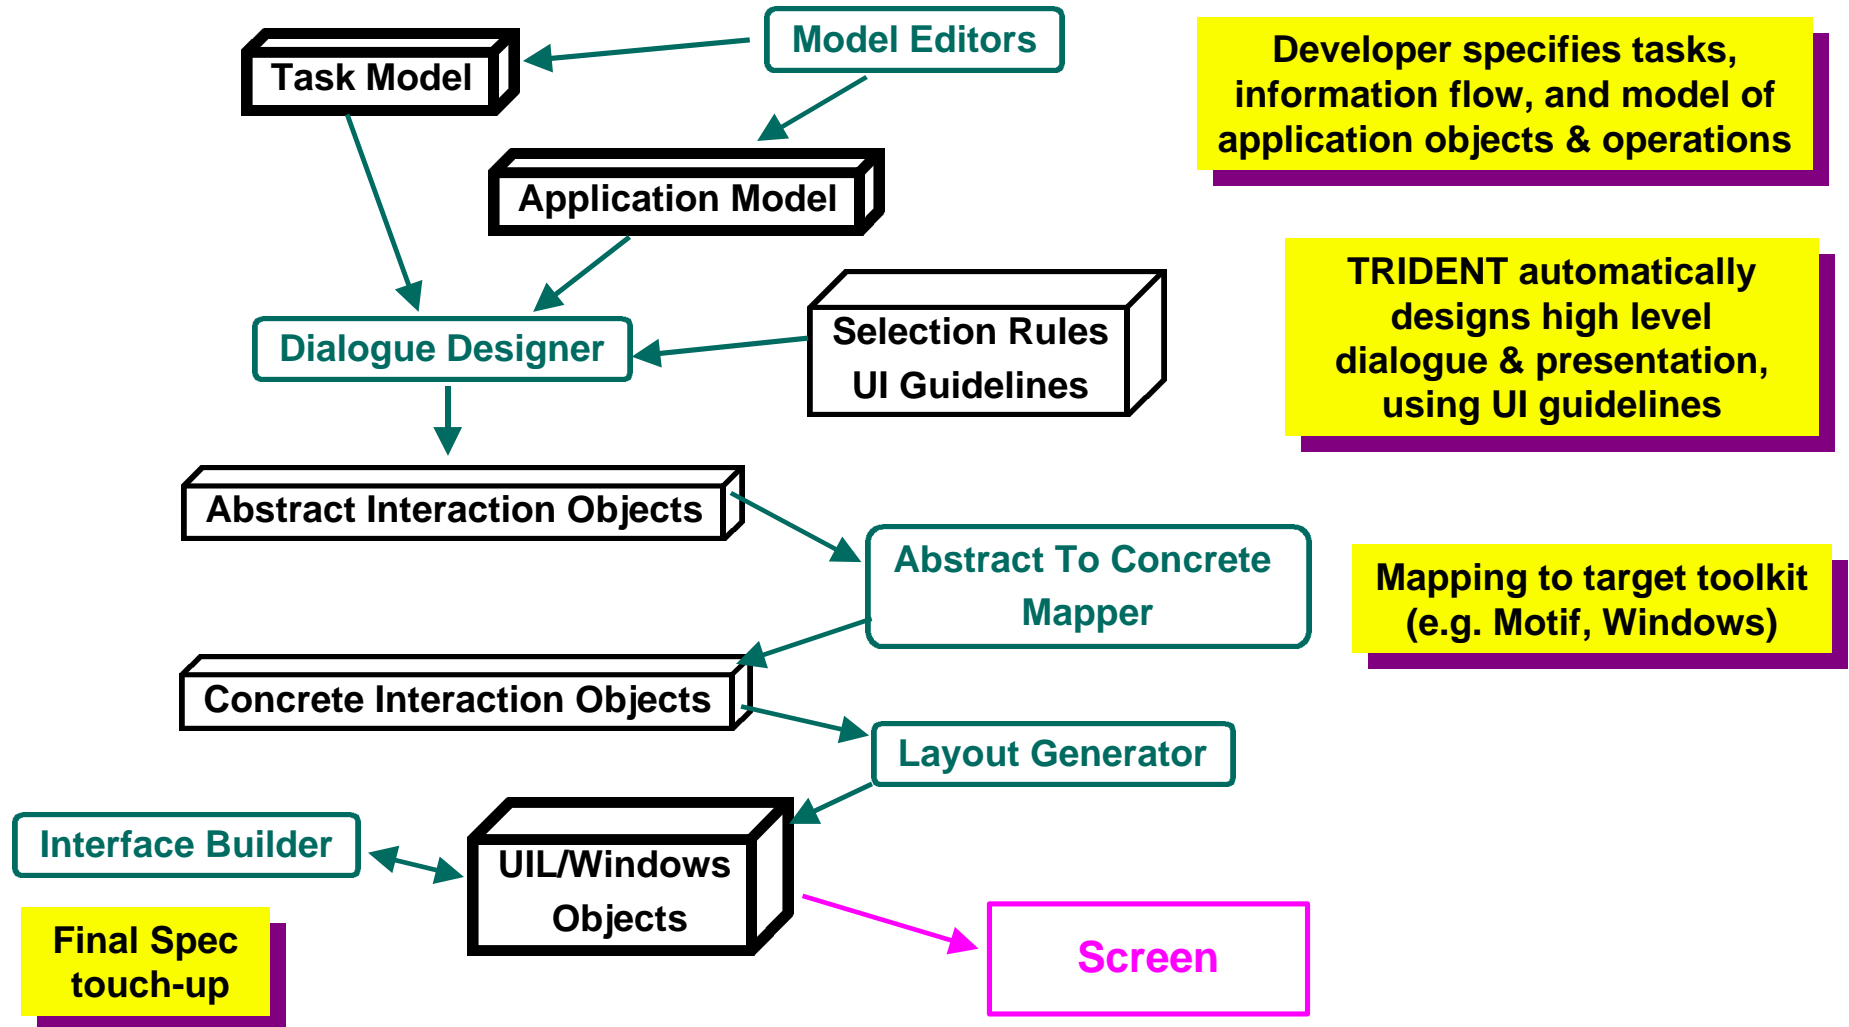 Model Editors
Task Model
Developer specifies tasks,
information flow, and model of
application objects & operations
Application Model
Selection Rules
UI Guidelines
Dialogue Designer
TRIDENT automatically
designs high level
dialogue & presentation,
using UI guidelines
Abstract Interaction Objects
Abstract To Concrete
Mapper
Mapping to target toolkit
(e.g. Motif, Windows)
Concrete Interaction Objects
Layout Generator
Interface Builder
UIL/Windows
Objects
Final Spec
touch-up
Screen